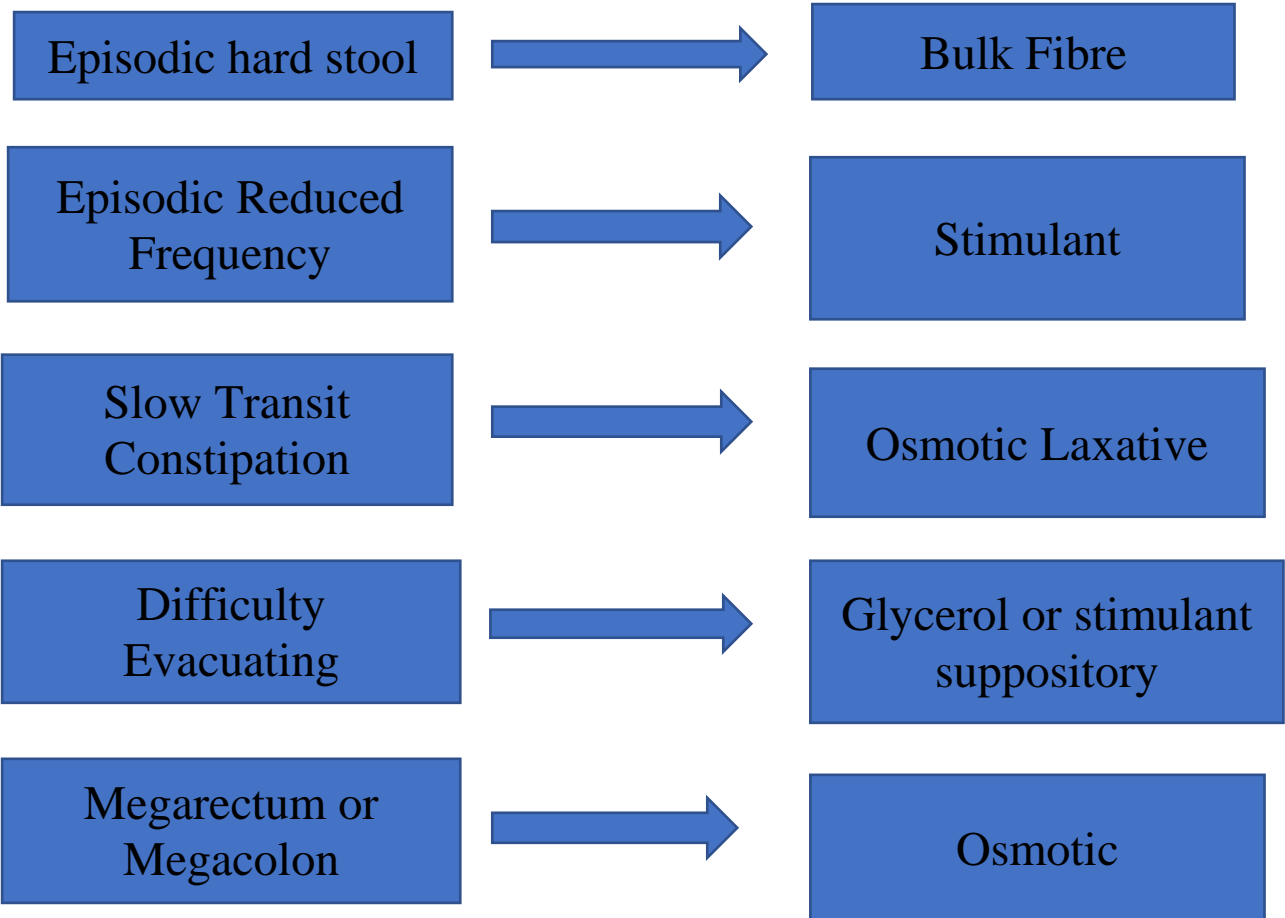 Episodic hard stool
Bulk Fibre
Episodic Reduced
Frequency
Stimulant
Slow Transit
Constipation
Osmotic Laxative
Difficulty
Evacuating
Glycerol or stimulant
suppository
Megarectum or
Megacolon
Osmotic